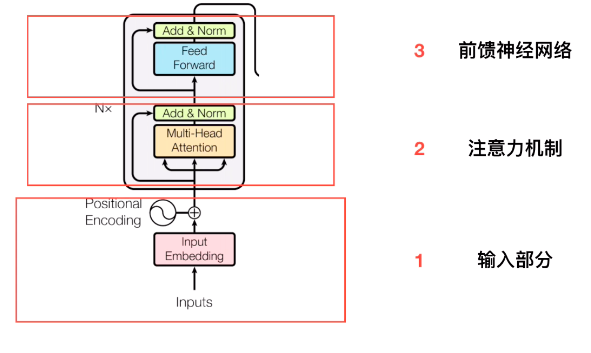 Add & Norm
Feed
Forward
3 前馈神经网络
N×
Add & Norm
Multi-Head
Attention
2 注意力机制
Positional
Encoding
Input
Embedding
1 输入部分
Inputs